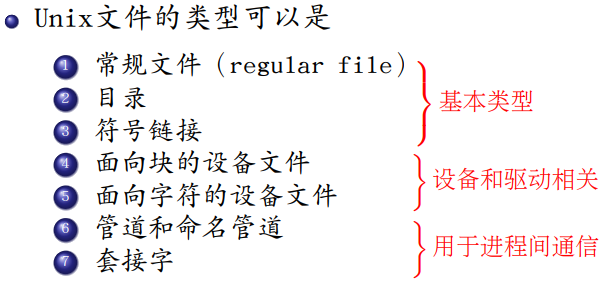 Unix文件的类型可以是
1 常规文件（regular file）
2 目录
3 符号链接
基本类型
4 面向块的设备文件
5 面向字符的设备文件
设备和驱动相关
6 管道和命名管道
7 套接字
用于进程间通信